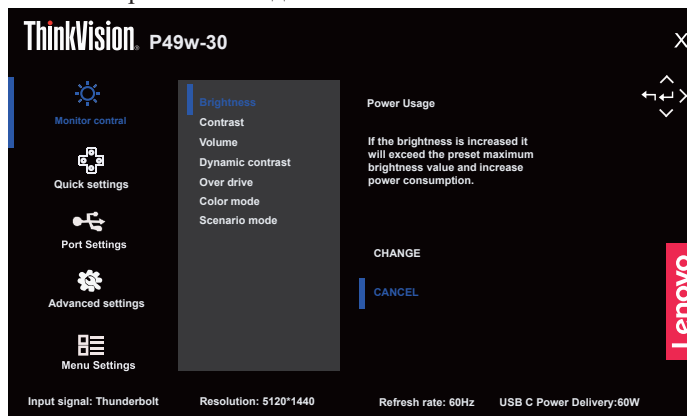 ThinkVision. P49w-30
X
Monitor contral
Quick settings
Port Settings
Advanced settings
Menu Settings
Brightness
Contrast
Volume
Dynamic contrast
Over drive
Color mode
Scenario mode
Power Usage
If the brightness is increased it
will exceed the preset maximum
brightness value and increase
power consumption.
CHANGE
CANCEL
Lenovo
Input signal: Thunderbolt Resolution: 5120*1440 Refresh rate: 60Hz USB C Power Delivery:60W